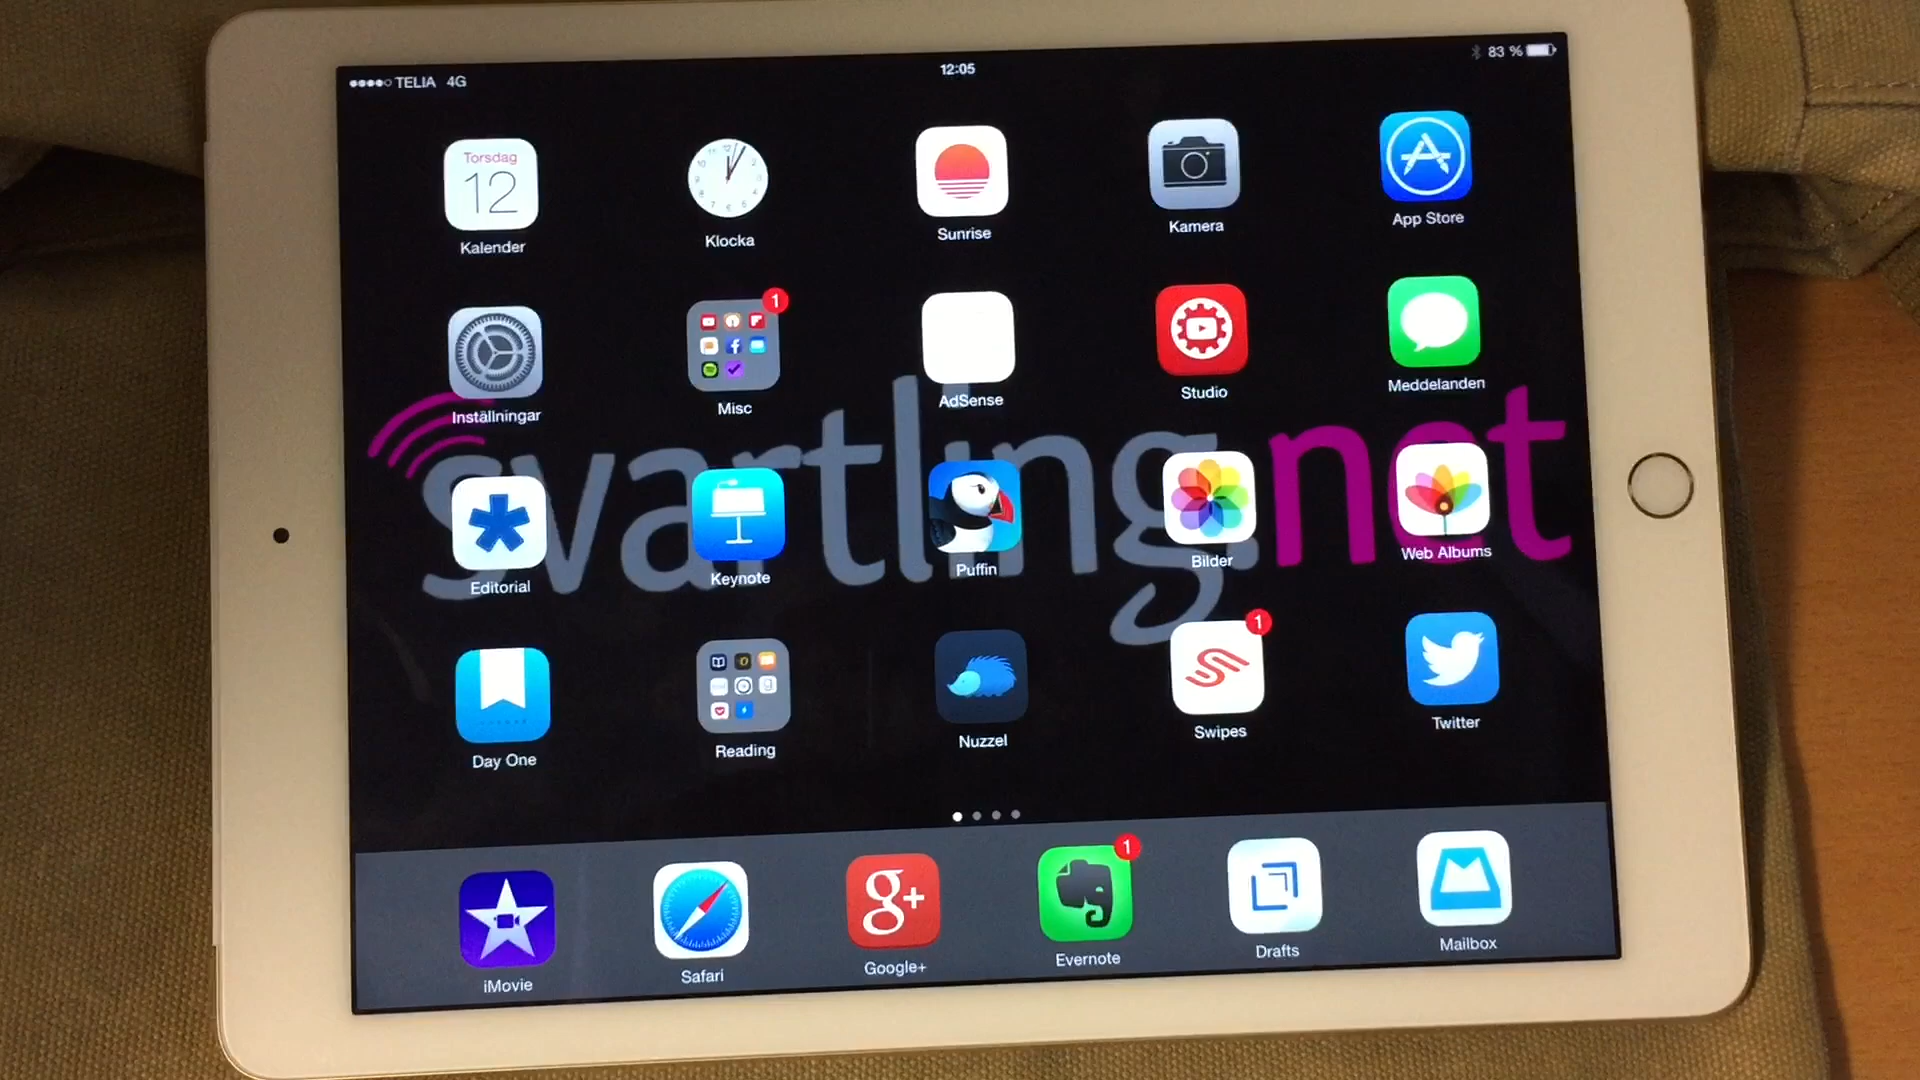 TELIA 4G
12:05
83 %
Torsdag
12
Kalender
Klocka
Sunrise
Kamera
App Store
Inställningar
1
Misc
AdSense
Studio
Meddelanden
svartling.net
Editorial
Keynote
Puffin
Bilder
Web Albums
Day One
Reading
Nuzzel
1
Swipes
Twitter
iMovie
Safari
g+
Google+
1
Evernote
Drafts
Mailbox